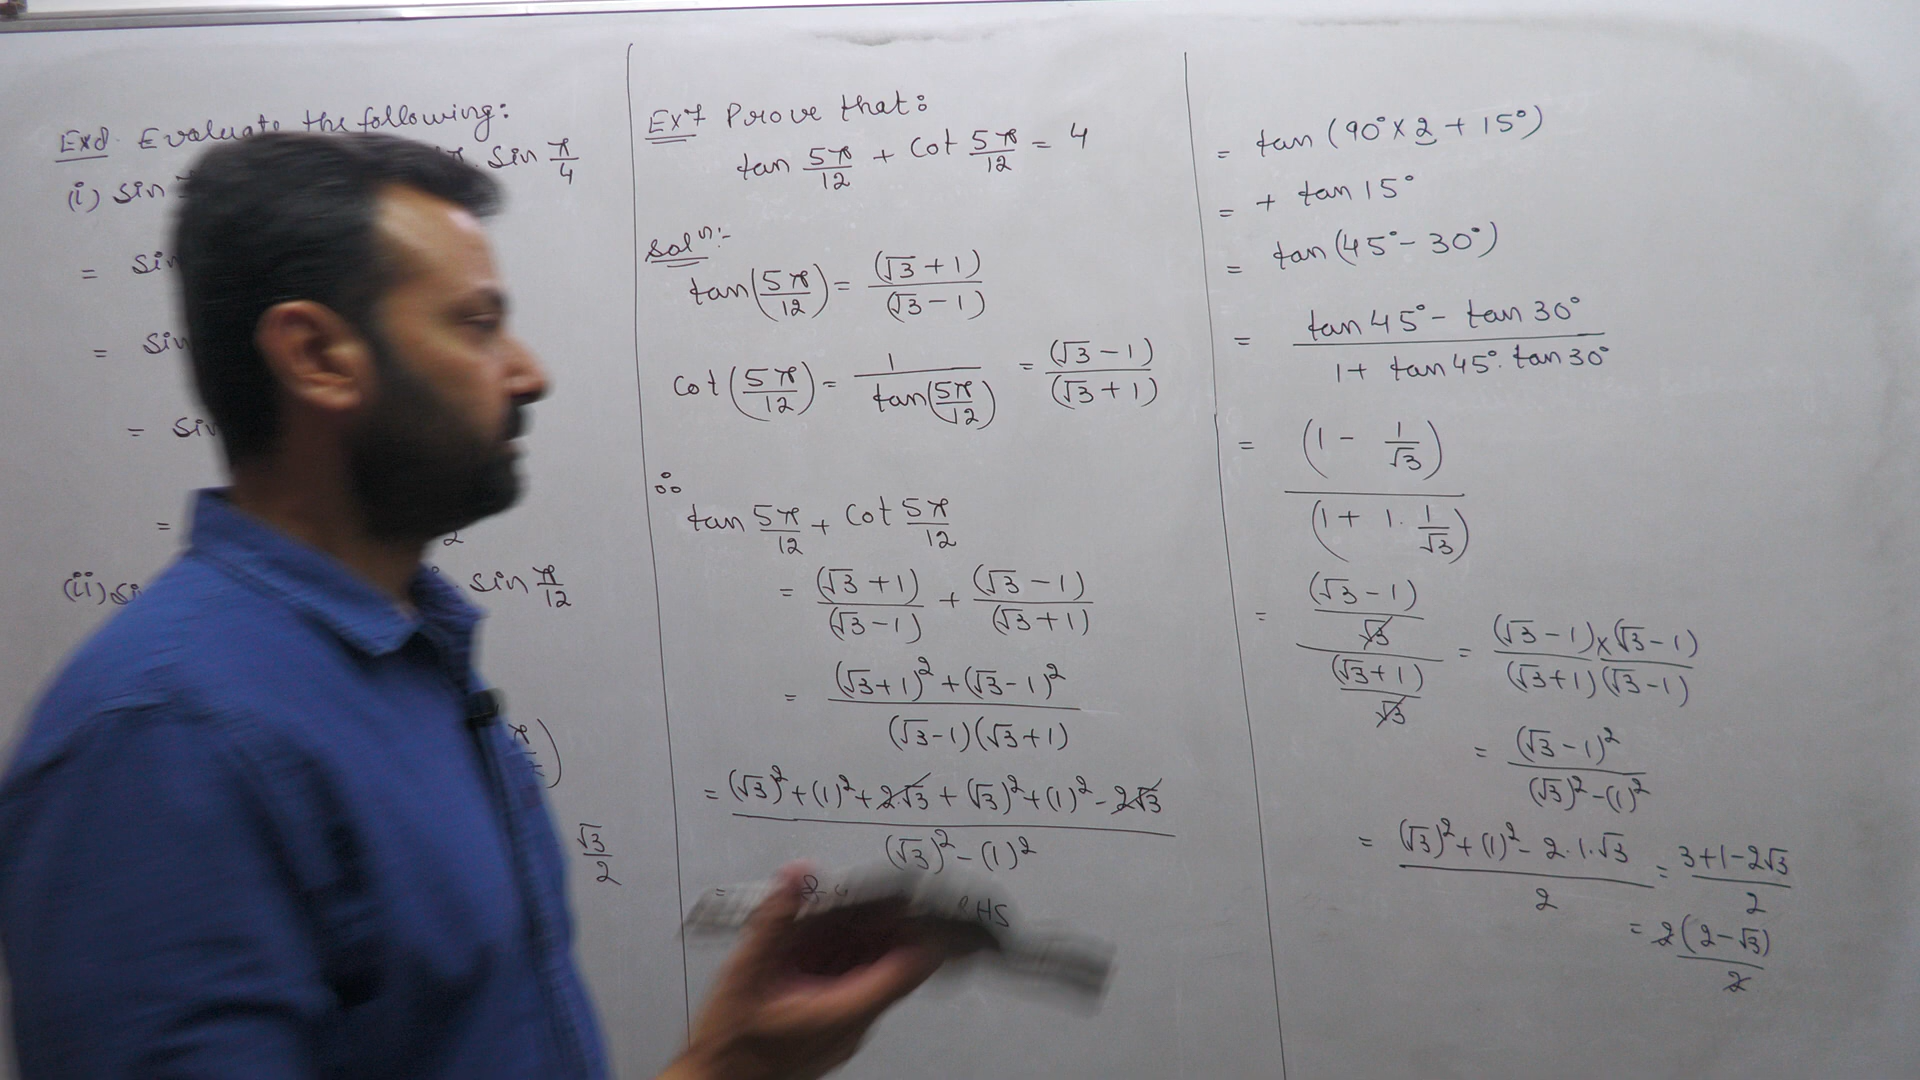 Ex8. Evaluate the following:
(i) sin π sin π/4
= sin
= sin
= sin
=
2
(ii) si sin π/12
π
√3/2
Ex7 Prove that:
tan 5π/12 + cot 5π/12 = 4
Solⁿ:-
tan(5π/12) = (√3+1)/(√3-1)
cot(5π/12) = 1/tan(5π/12) = (√3-1)/(√3+1)
∴
tan 5π/12 + cot 5π/12
= (√3+1)/(√3-1) + (√3-1)/(√3+1)
= ((√3+1)²+(√3-1)²)/((√3-1)(√3+1))
= ((√3)²+(1)²+2.√3+(√3)²+(1)²-2√3)/((√3)²-(1)²)
=
= tan (90°×2+15°)
= + tan 15°
= tan (45°-30°)
= (tan 45° - tan 30°)/(1+ tan 45°. tan 30°)
= (1 - 1/√3)/(1 + 1. 1/√3)
= ((√3-1)/√3)/((√3+1)/√3) = (√3-1)×(√3-1)/(√3+1)(√3-1)
= (√3-1)²/((√3)²-(1)²)
= ((√3)²+(1)²-2.1.√3)/2 = (3+1-2√3)/2
= 2(2-√3)/2